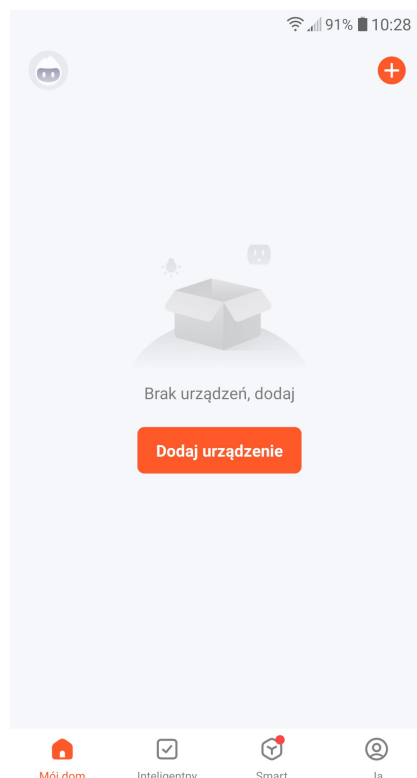 91% 10:28
Brak urządzeń, dodaj
Dodaj urządzenie
Mój dom Inteligentny Smart Ja